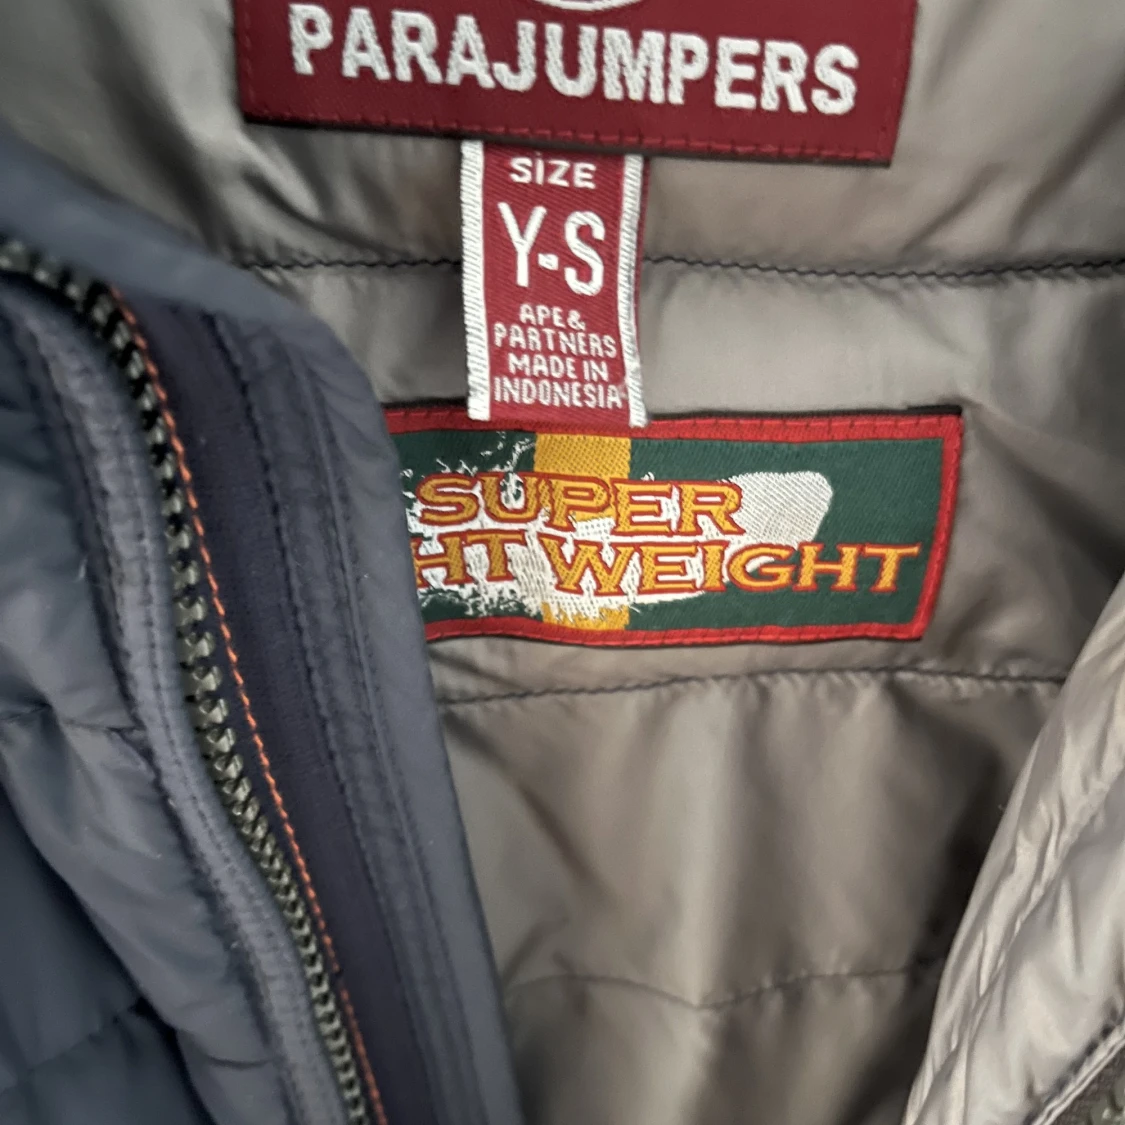 PARAJUMPERS
SIZE
Y-S
APE &
PARTNERS
MADE IN
INDONESIA
SUPER
HT WEIGHT